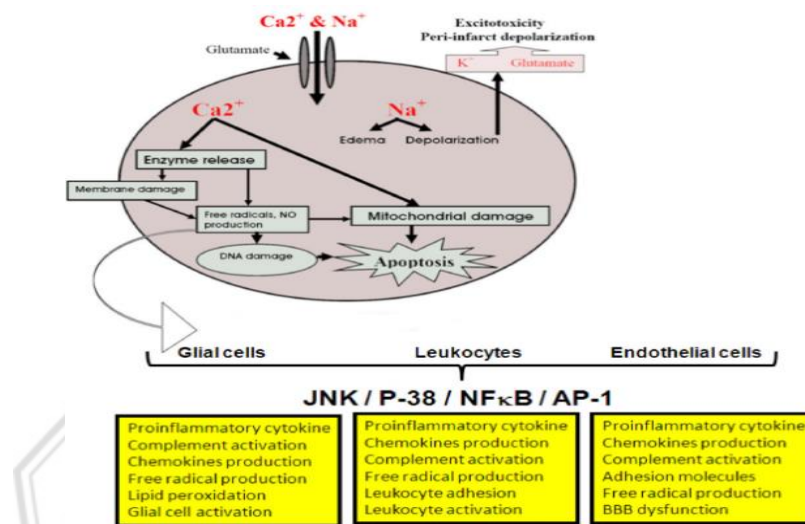 Ca2⁺ & Na⁺
Glutamate
Excitotoxicity
Peri-infarct depolarization
K⁺ Glutamate
Ca2⁺
Na⁺
Edema Depolarization
Enzyme release
Membrane damage
Free radicals, NO
production
Mitochondrial damage
DNA damage
Apoptosis
Glial cells Leukocytes Endothelial cells
JNK / P-38 / NFκB / AP-1
Proinflammatory cytokine
Complement activation
Chemokines production
Free radical production
Lipid peroxidation
Glial cell activation
Proinflammatory cytokine
Chemokines production
Complement activation
Free radical production
Leukocyte adhesion
Leukocyte activation
Proinflammatory cytokine
Chemokines production
Complement activation
Adhesion molecules
Free radical production
BBB dysfunction